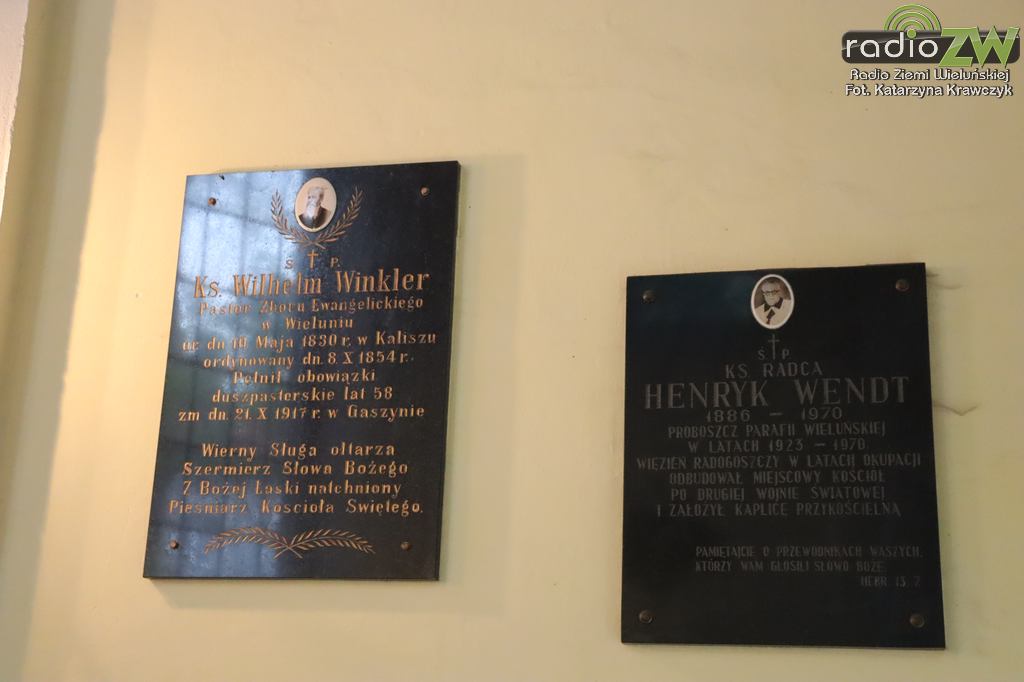 radioZW
Radio Ziemi Wieluńskiej
Fot. Katarzyna Krawczyk
Ś P.
Ks. Wilhelm Winkler
Pastor Zboru Ewangelickiego
w Wieluniu
ur. dn. 10 Maja 1830 r. w Kaliszu
ordynowany dn. 8. X 1854 r.
Pełnił obowiązki
duszpasterskie lat 58
zm dn. 21. X 1917 r. w Gaszynie
Wierny Sługa ołtarza
Szermierz Słowa Bożego
Z Bożej Łaski natchniony
Pieśniarz Kościoła Świętego.
Ś P
KS. RADCA
HENRYK WENDT
1886 – 1970
PROBOSZCZ PARAFII WIELUŃSKIEJ
W LATACH 1923 – 1970.
WIĘZIEŃ RADOGOSZCZY W LATACH OKUPACJI
ODBUDOWAŁ MIEJSCOWY KOŚCIÓŁ
PO DRUGIEJ WOJNIE ŚWIATOWEJ
I ZAŁOŻYŁ KAPLICĘ PRZYKOŚCIELNĄ
PAMIĘTAJCIE O PRZEWODNIKACH WASZYCH,
KTÓRZY WAM GŁOSILI SŁOWO BOŻE.
HEBR. 13. 7